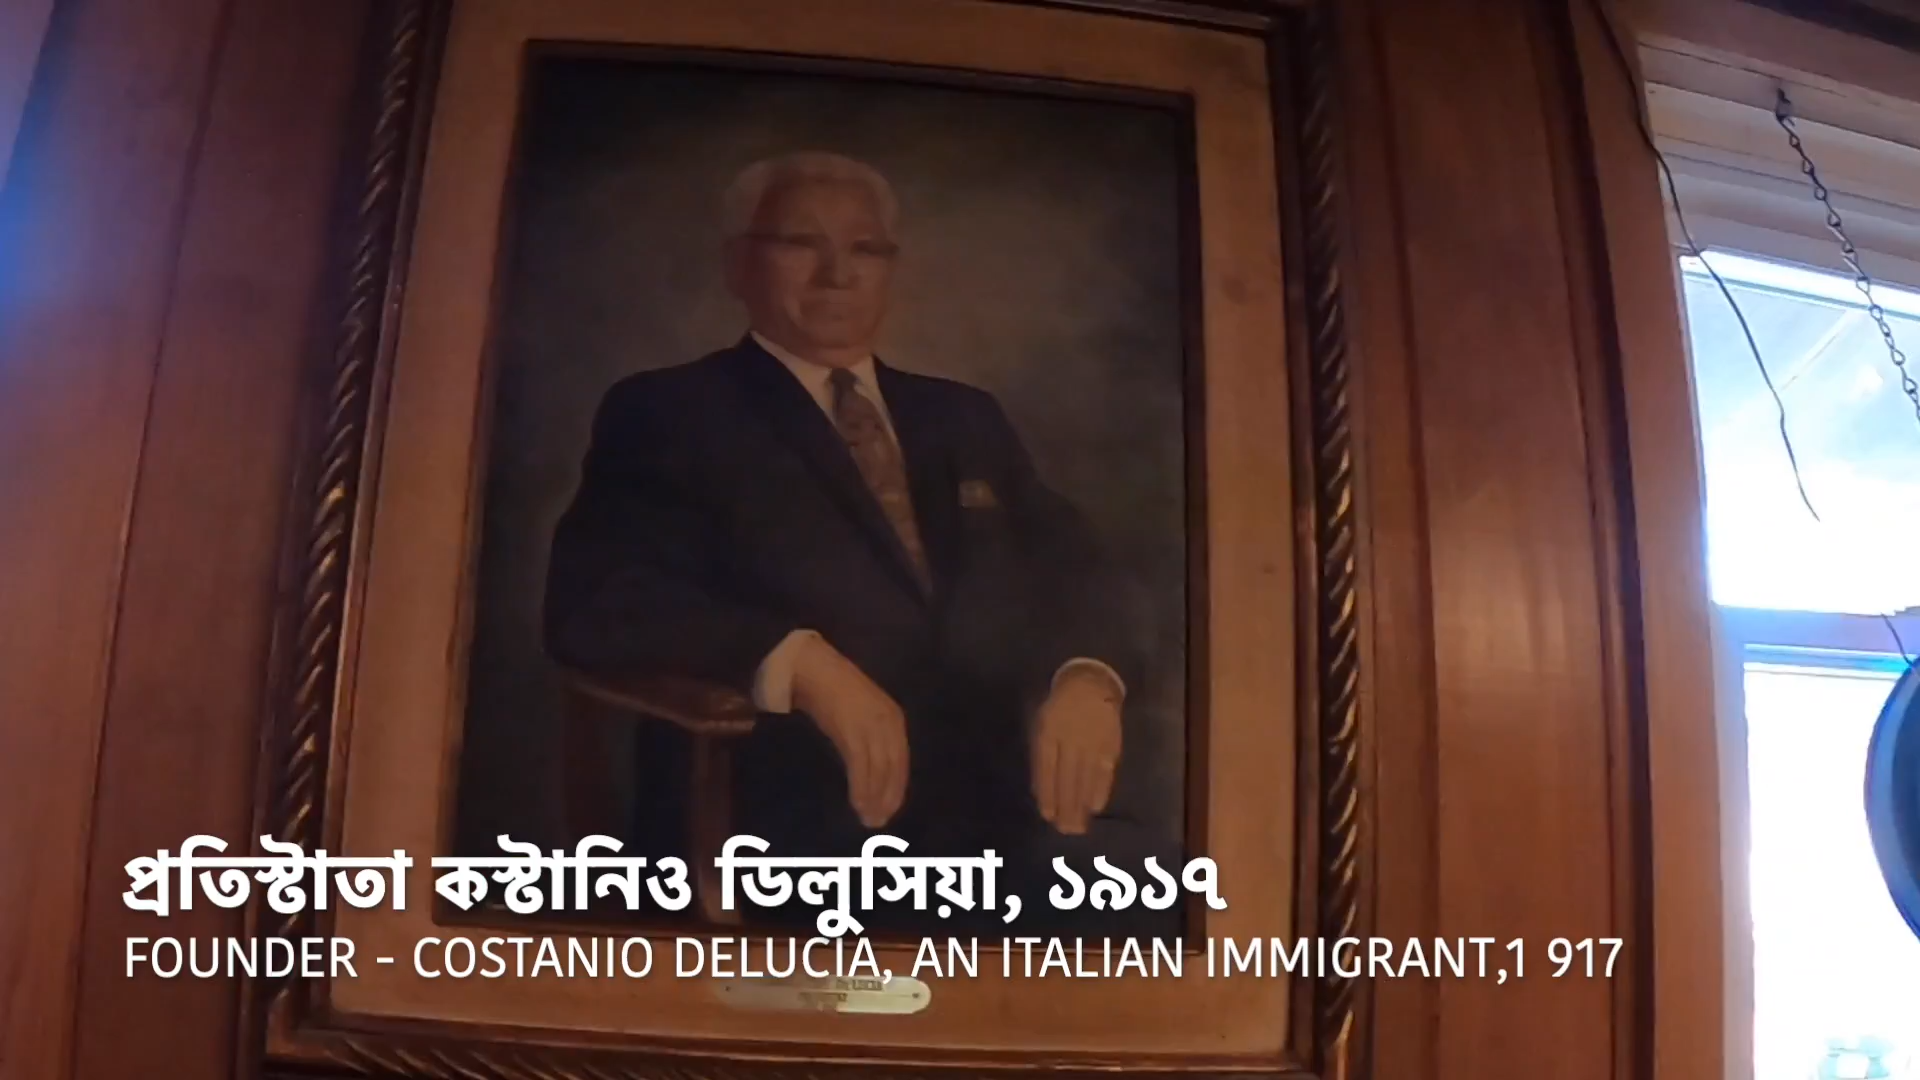 প্রতিস্টাতা কস্টানিও ডিলুসিয়া, ১৯১৭
FOUNDER - COSTANIO DELUCIA, AN ITALIAN IMMIGRANT,1 917